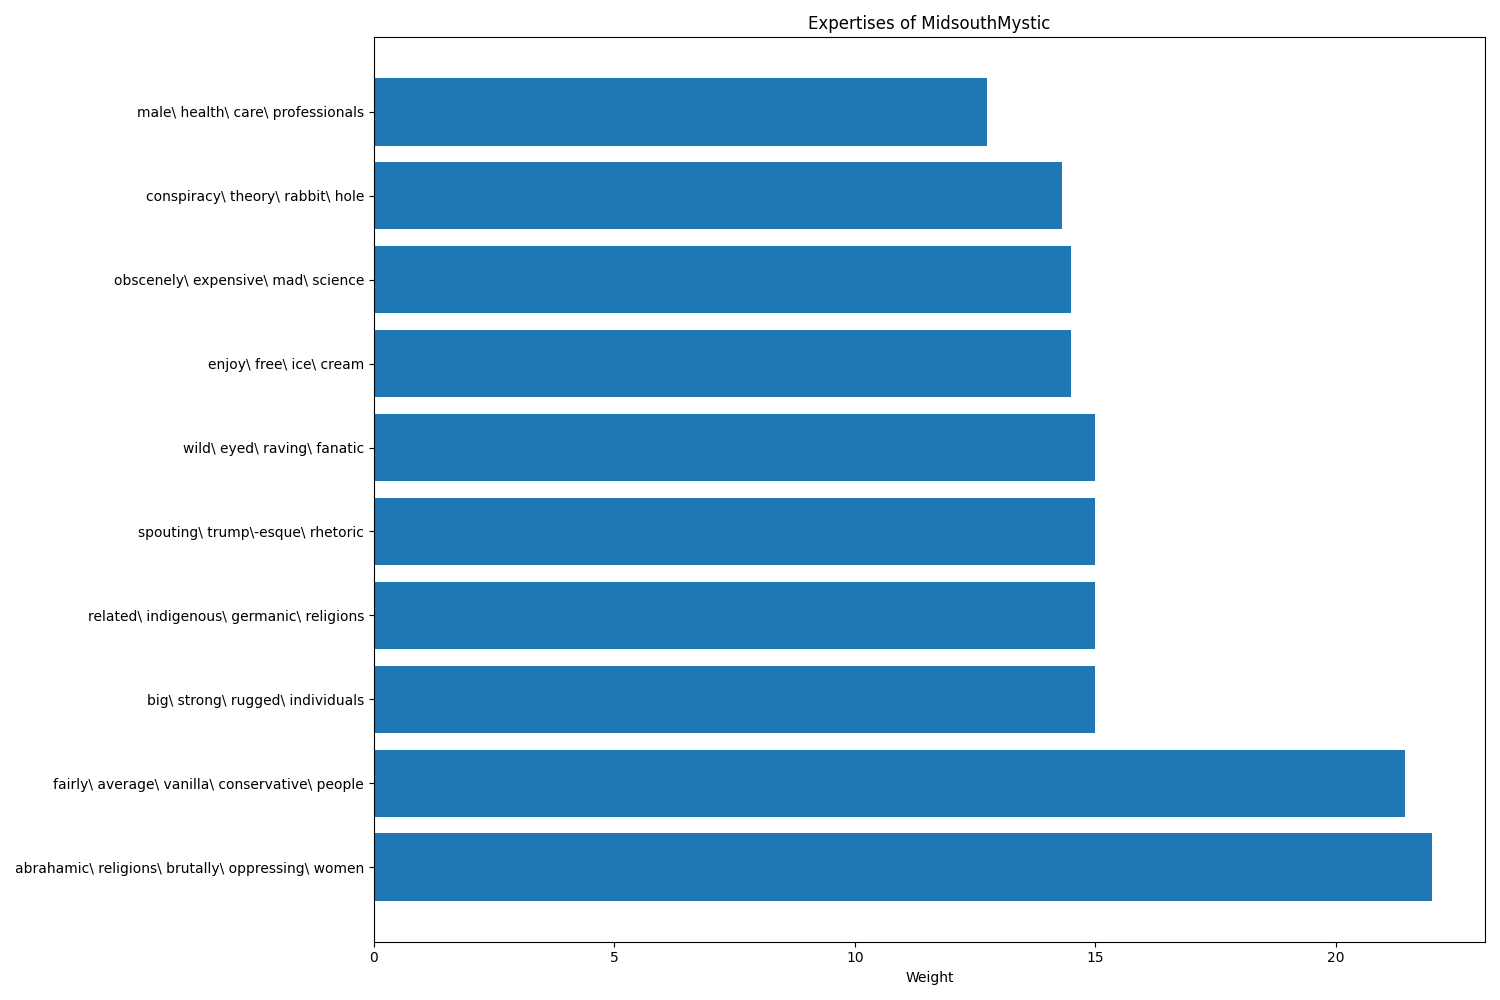 Expertises of MidsouthMystic
male\ health\ care\ professionals
conspiracy\ theory\ rabbit\ hole
obscenely\ expensive\ mad\ science
enjoy\ free\ ice\ cream
wild\ eyed\ raving\ fanatic
spouting\ trump\-esque\ rhetoric
related\ indigenous\ germanic\ religions
big\ strong\ rugged\ individuals
fairly\ average\ vanilla\ conservative\ people
abrahamic\ religions\ brutally\ oppressing\ women
0 5 10 15 20
Weight